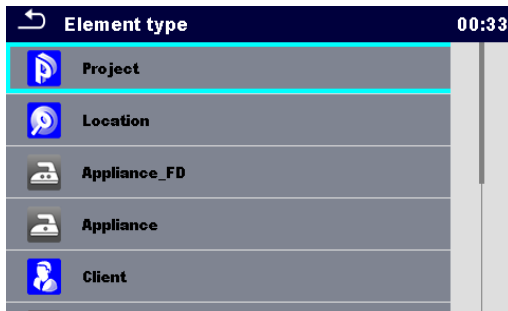 Element type 00:33
Project
Location
Appliance_FD
Appliance
Client